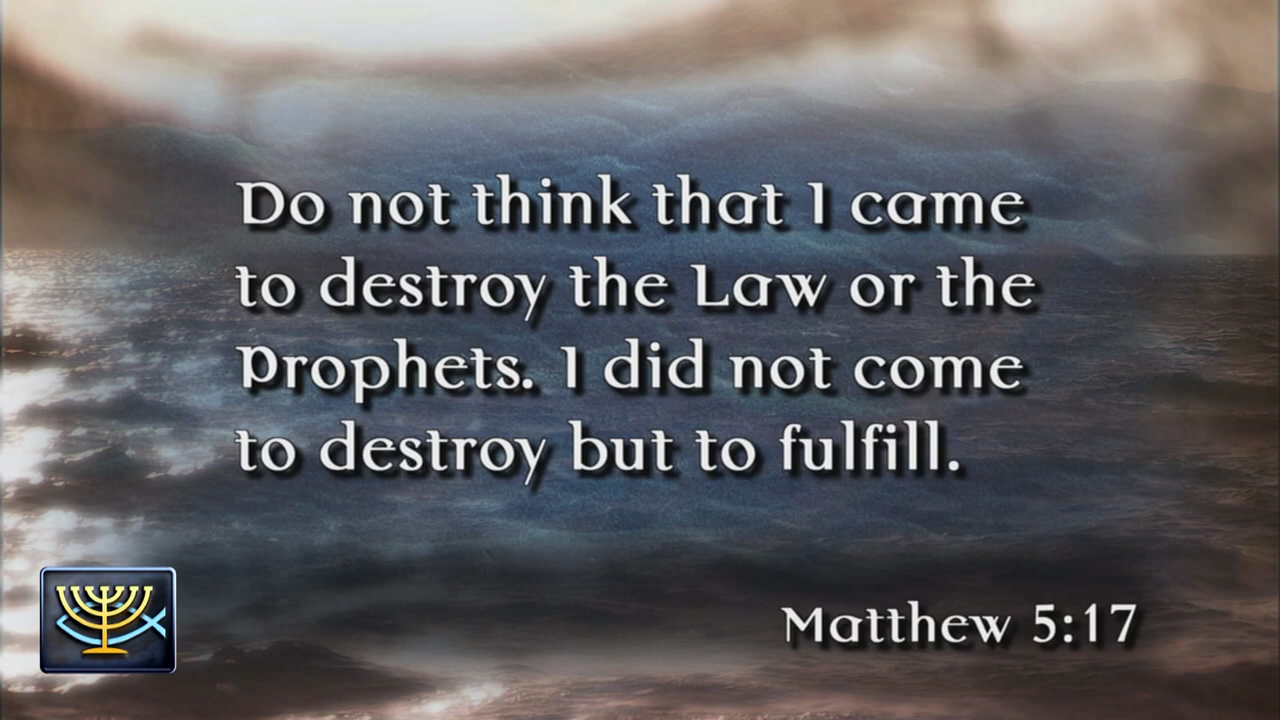 Do not think that I came
to destroy the Law or the
Prophets. I did not come
to destroy but to fulfill.
Matthew 5:17